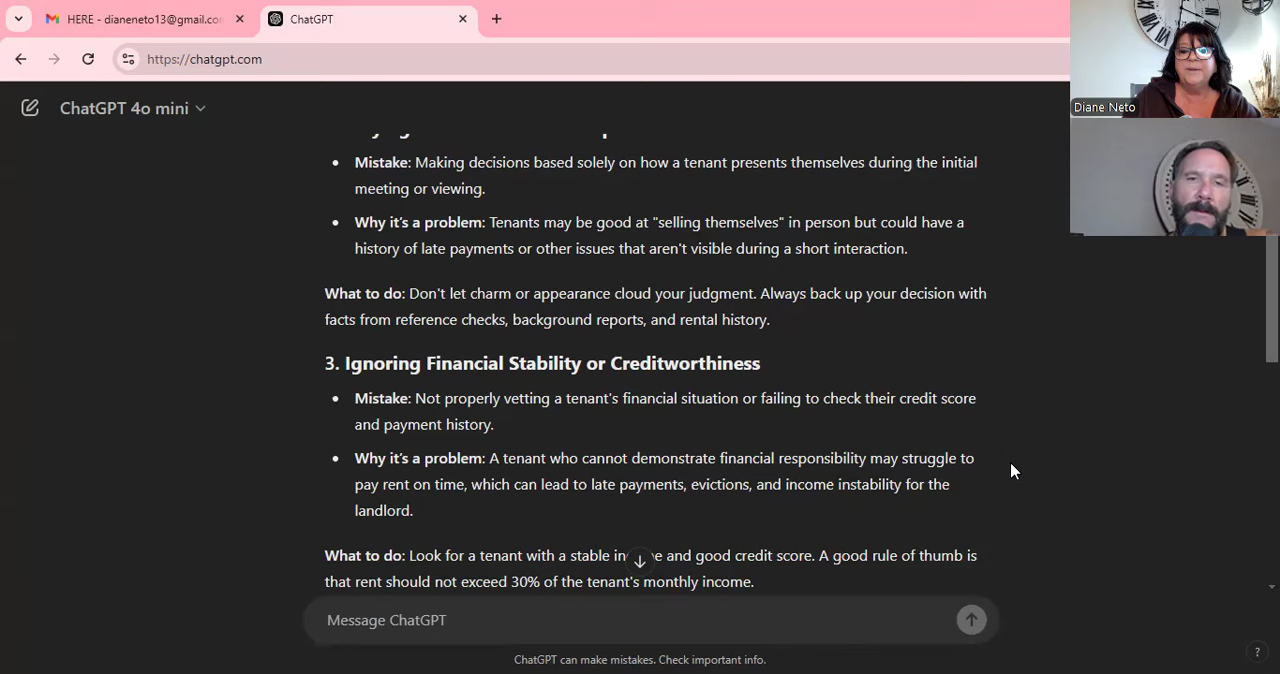 HERE - dianeneto13@gmail.co
ChatGPT
https://chatgpt.com
Diane Neto
ChatGPT 4o mini
Mistake: Making decisions based solely on how a tenant presents themselves during the initial
meeting or viewing.
Why it's a problem: Tenants may be good at "selling themselves" in person but could have a
history of late payments or other issues that aren't visible during a short interaction.
What to do: Don't let charm or appearance cloud your judgment. Always back up your decision with
facts from reference checks, background reports, and rental history.
3. Ignoring Financial Stability or Creditworthiness
Mistake: Not properly vetting a tenant's financial situation or failing to check their credit score
and payment history.
Why it's a problem: A tenant who cannot demonstrate financial responsibility may struggle to
pay rent on time, which can lead to late payments, evictions, and income instability for the
landlord.
What to do: Look for a tenant with a stable in e and good credit score. A good rule of thumb is
that rent should not exceed 30% of the tenant's monthly income.
Message ChatGPT
ChatGPT can make mistakes. Check important info.
?